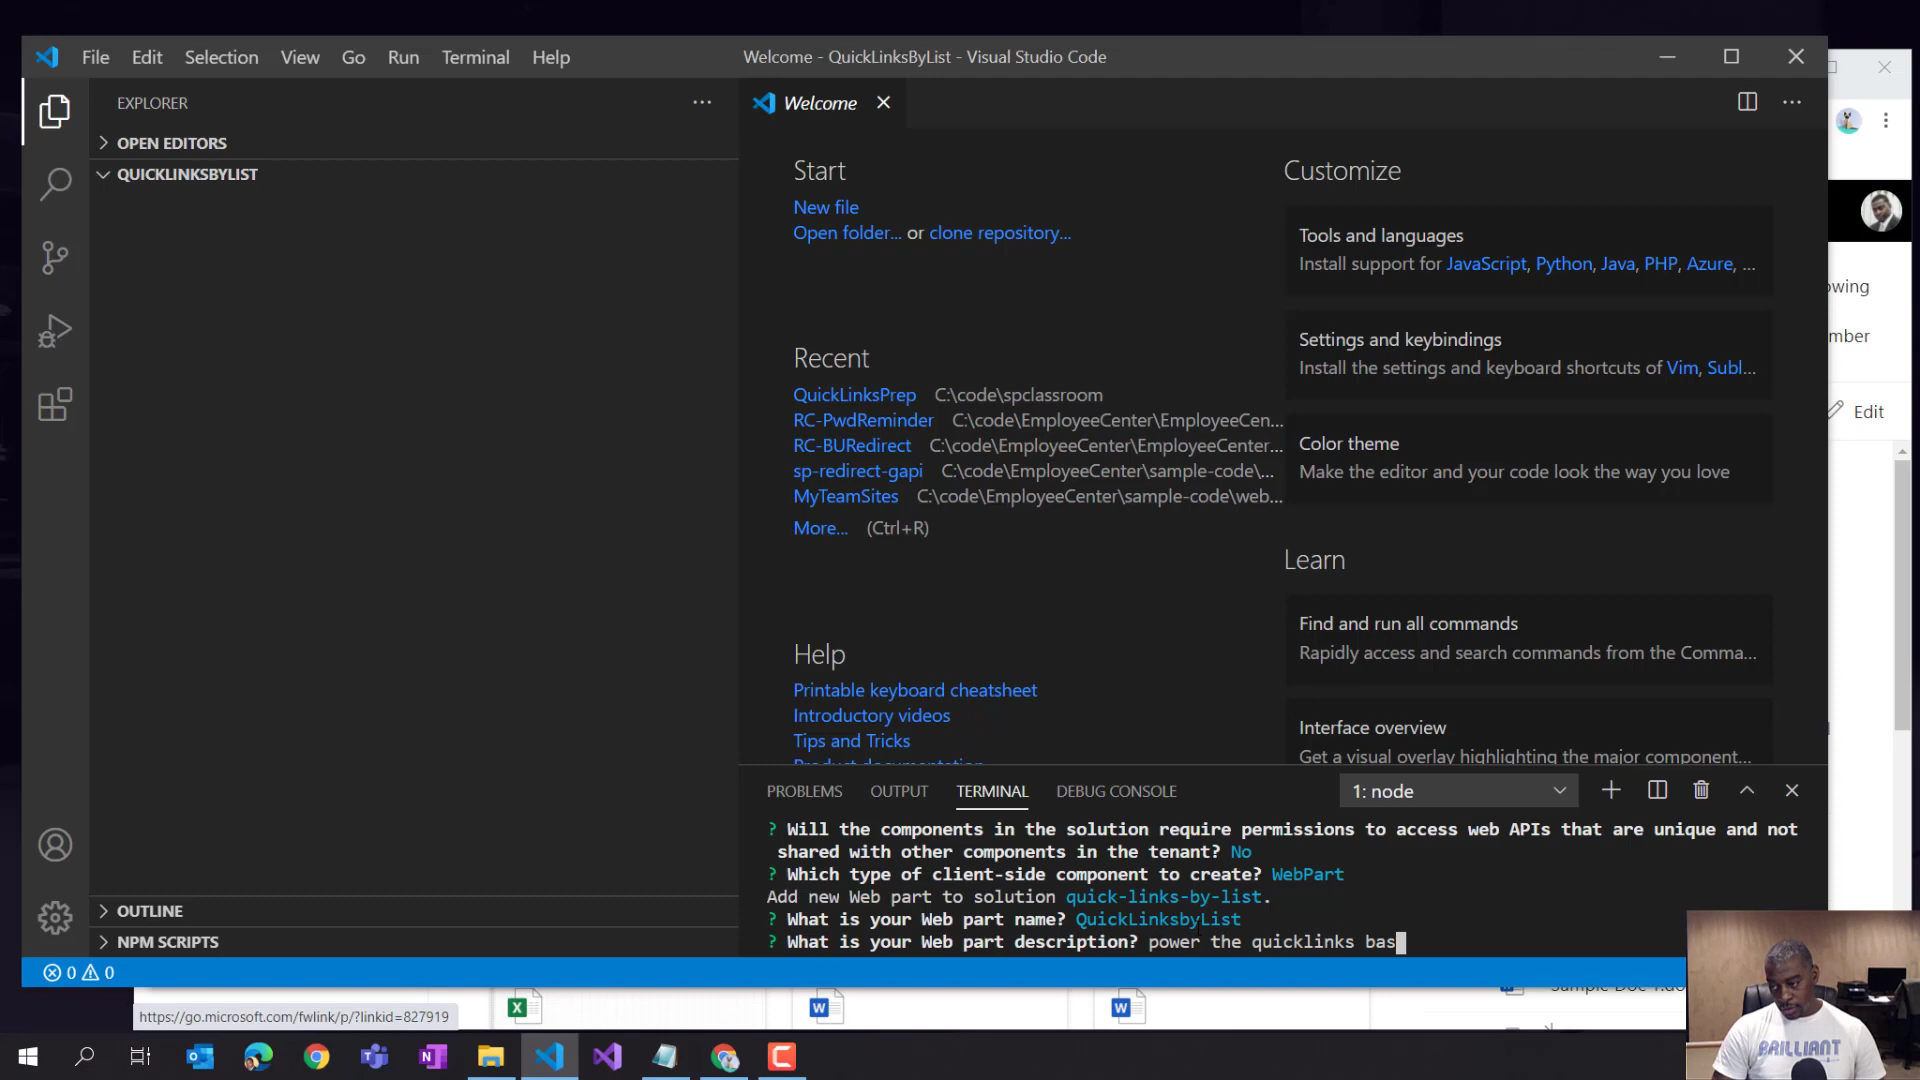 File Edit Selection View Go Run Terminal Help
Welcome - QuickLinksByList - Visual Studio Code
EXPLORER
OPEN EDITORS
QUICKLINKSBYLIST
OUTLINE
NPM SCRIPTS
Welcome
Start
New file
Open folder... or clone repository...
Recent
QuickLinksPrep C:\code\spclassroom
RC-PwdReminder C:\code\EmployeeCenter\EmployeeCen...
RC-BURedirect C:\code\EmployeeCenter\EmployeeCenter...
sp-redirect-gapi C:\code\EmployeeCenter\sample-code\...
MyTeamSites C:\code\EmployeeCenter\sample-code\web...
More... (Ctrl+R)
Help
Printable keyboard cheatsheet
Introductory videos
Tips and Tricks
Product documentation
Customize
Tools and languages
Install support for JavaScript, Python, Java, PHP, Azure, ...
Settings and keybindings
Install the settings and keyboard shortcuts of Vim, Subl...
Color theme
Make the editor and your code look the way you love
Learn
Find and run all commands
Rapidly access and search commands from the Comma...
Interface overview
Get a visual overlay highlighting the major component...
owing
mber
Edit
PROBLEMS OUTPUT TERMINAL DEBUG CONSOLE
1: node
? Will the components in the solution require permissions to access web APIs that are unique and not
shared with other components in the tenant? No
? Which type of client-side component to create? WebPart
Add new Web part to solution quick-links-by-list.
? What is your Web part name? QuickLinksbyList
? What is your Web part description? power the quicklinks bas
0 0
https://go.microsoft.com/fwlink/p/?linkid=827919
BRILLIANT